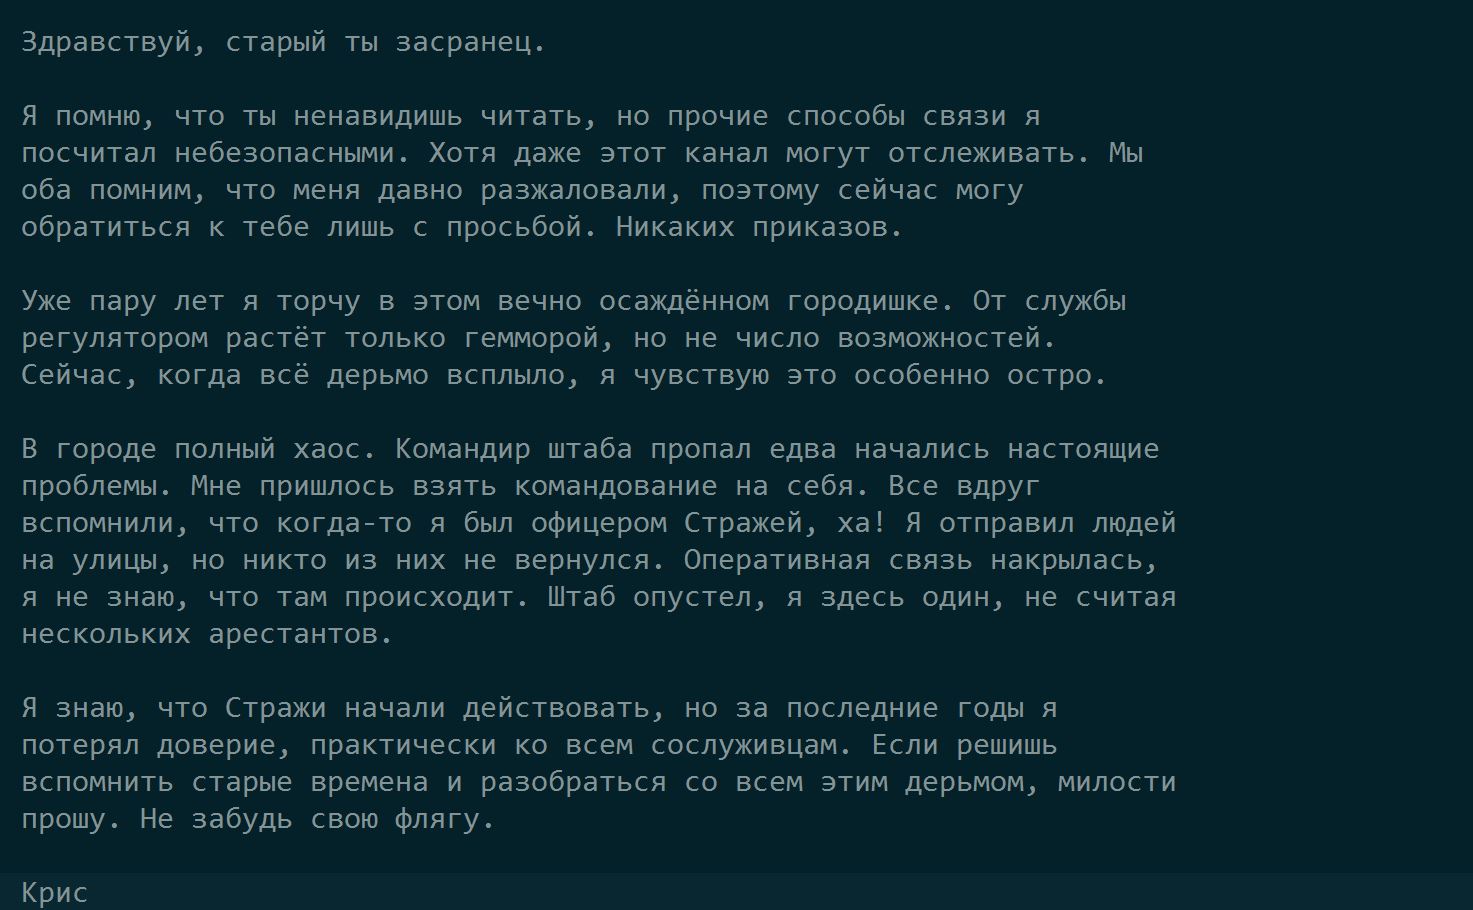 Здравствуй, старый ты засранец.
Я помню, что ты ненавидишь читать, но прочие способы связи я
посчитал небезопасными. Хотя даже этот канал могут отслеживать. Мы
оба помним, что меня давно разжаловали, поэтому сейчас могу
обратиться к тебе лишь с просьбой. Никаких приказов.
Уже пару лет я торчу в этом вечно осаждённом городишке. От службы
регулятором растёт только гемморой, но не число возможностей.
Сейчас, когда всё дерьмо всплыло, я чувствую это особенно остро.
В городе полный хаос. Командир штаба пропал едва начались настоящие
проблемы. Мне пришлось взять командование на себя. Все вдруг
вспомнили, что когда-то я был офицером Стражей, ха! Я отправил людей
на улицы, но никто из них не вернулся. Оперативная связь накрылась,
я не знаю, что там происходит. Штаб опустел, я здесь один, не считая
нескольких арестантов.
Я знаю, что Стражи начали действовать, но за последние годы я
потерял доверие, практически ко всем сослуживцам. Если решишь
вспомнить старые времена и разобраться со всем этим дерьмом, милости
прошу. Не забудь свою флягу.
Крис